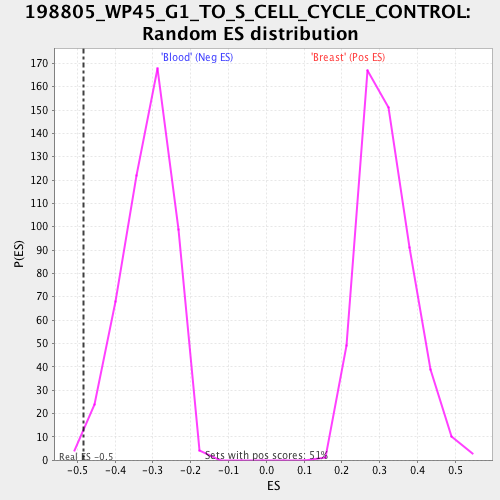 198805_WP45_G1_TO_S_CELL_CYCLE_CONTROL:
Random ES distribution
'Blood' (Neg ES) 'Breast' (Pos ES)
170
160
150
140
130
120
110
100
90
80
70
60
50
40
30
20
10
0
P(ES)
Real ES -0.5 Sets with pos scores: 51%
-0.5 -0.4 -0.3 -0.2 -0.1 0.0 0.1 0.2 0.3 0.4 0.5
ES